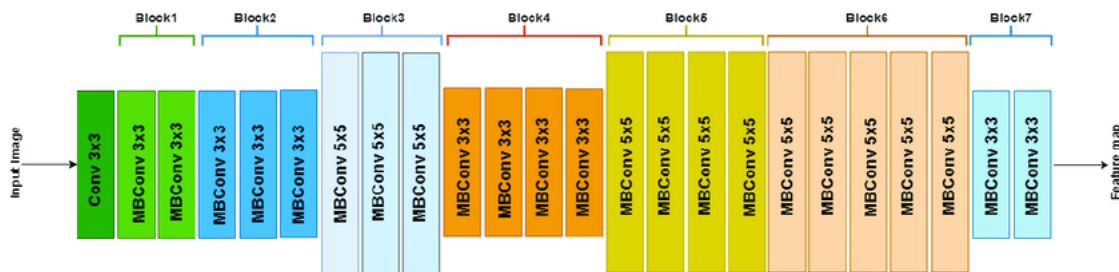 Block1
Block2
Block3
Block4
Block5
Block6
Block7
Input Image
Conv 3x3
MBConv 3x3
MBConv 3x3
MBConv 3x3
MBConv 3x3
MBConv 3x3
MBConv 5x5
MBConv 5x5
MBConv 5x5
MBConv 3x3
MBConv 3x3
MBConv 3x3
MBConv 3x3
MBConv 5x5
MBConv 5x5
MBConv 5x5
MBConv 5x5
MBConv 5x5
MBConv 5x5
MBConv 5x5
MBConv 5x5
MBConv 5x5
MBConv 3x3
MBConv 3x3
Feature map